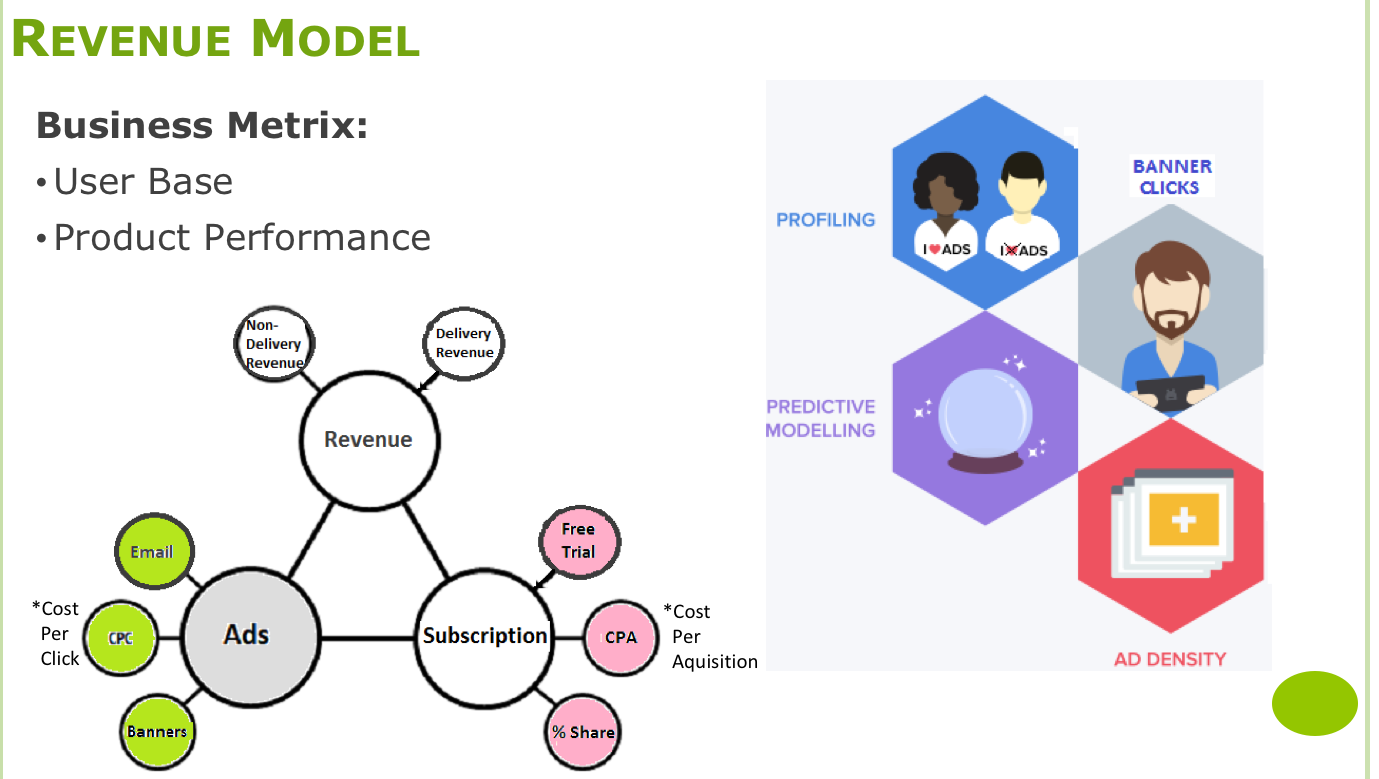 REVENUE MODEL
Business Metrix:
• User Base
• Product Performance
Non-
Delivery
Revenue
Delivery
Revenue
Revenue
Email
*Cost
Per
Click
CPC
Ads
Banners
Free
Trial
Subscription
CPA
*Cost
Per
Aquisition
% Share
PROFILING
I ♥ ADS
I ♥ ADS
BANNER
CLICKS
PREDICTIVE
MODELLING
AD DENSITY